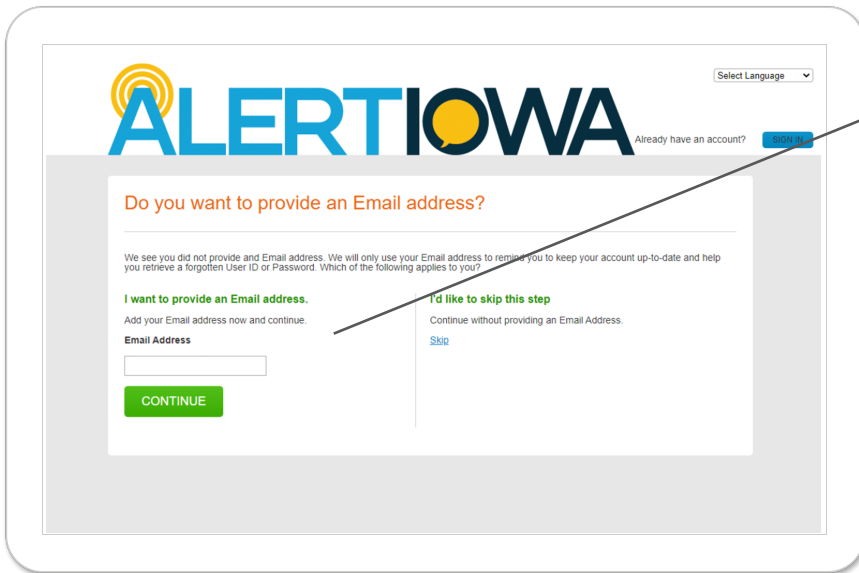 Select Language
ALERTIOWA
Already have an account?
SIGN IN
Do you want to provide an Email address?
We see you did not provide and Email address. We will only use your Email address to remind you to keep your account up-to-date and help
you retrieve a forgotten User ID or Password. Which of the following applies to you?
I want to provide an Email address.
Add your Email address now and continue.
Email Address
CONTINUE
I'd like to skip this step
Continue without providing an Email Address.
Skip